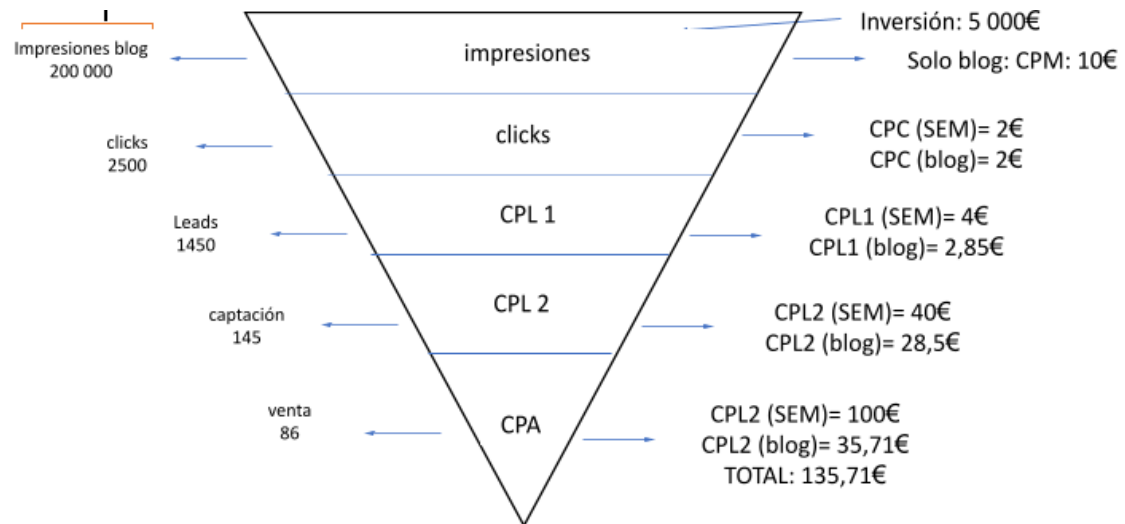 Impresiones blog
200 000
impresiones
Inversión: 5 000€
Solo blog: CPM: 10€
clicks
2500
clicks
CPC (SEM)= 2€
CPC (blog)= 2€
Leads
1450
CPL 1
CPL1 (SEM)= 4€
CPL1 (blog)= 2,85€
captación
145
CPL 2
CPL2 (SEM)= 40€
CPL2 (blog)= 28,5€
venta
86
CPA
CPL2 (SEM)= 100€
CPL2 (blog)= 35,71€
TOTAL: 135,71€